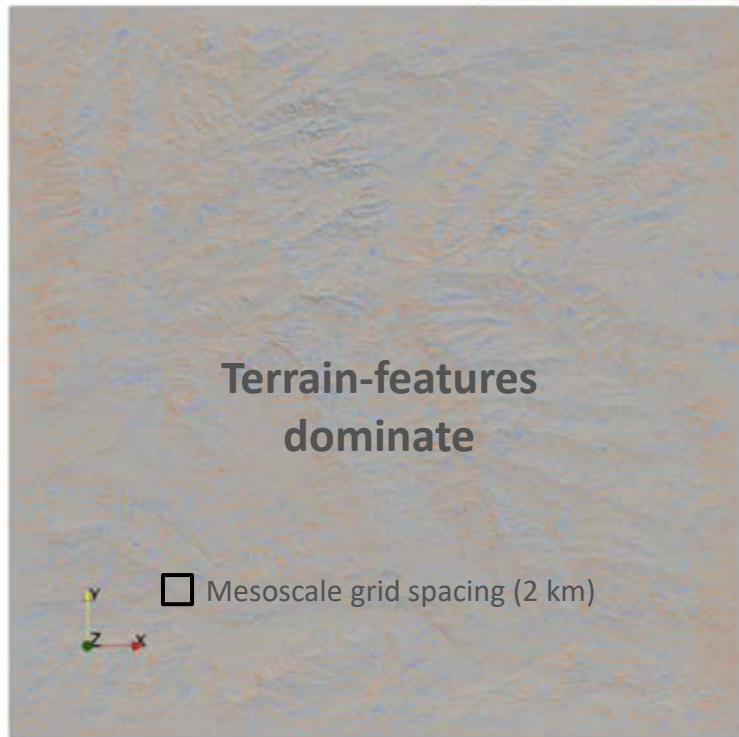 Terrain-features
dominate
Mesoscale grid spacing (2 km)
Y
Z X